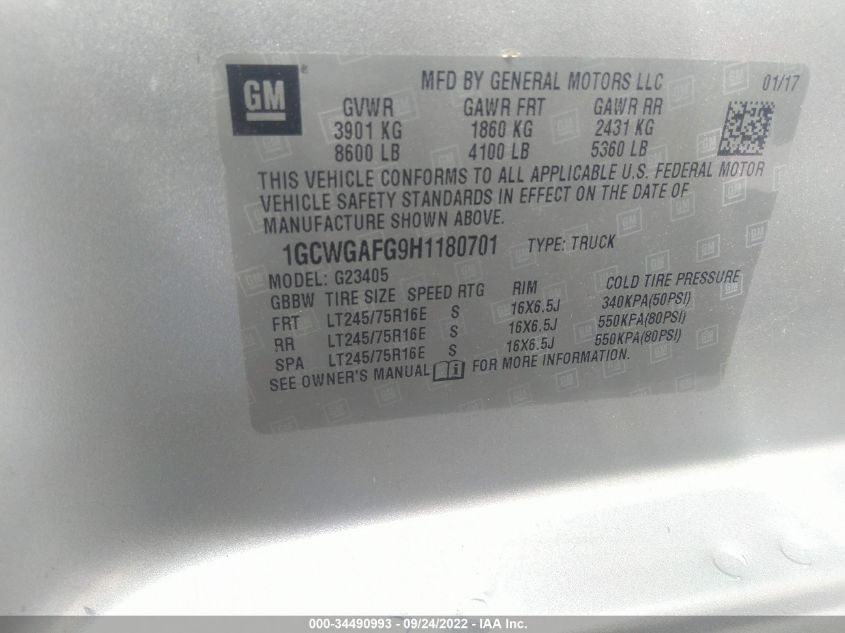 GM ® MFD BY GENERAL MOTORS LLC 01/17
GVWR GAWR FRT GAWR RR
3901 KG 1860 KG 2431 KG
8600 LB 4100 LB 5360 LB
THIS VEHICLE CONFORMS TO ALL APPLICABLE U.S. FEDERAL MOTOR
VEHICLE SAFETY STANDARDS IN EFFECT ON THE DATE OF
MANUFACTURE SHOWN ABOVE.
1GCWGAFG9H1180701 TYPE: TRUCK
MODEL: G23405
GBBW TIRE SIZE SPEED RTG RIM COLD TIRE PRESSURE
FRT LT245/75R16E S 16X6.5J 340KPA(50PSI)
RR LT245/75R16E S 16X6.5J 550KPA(80PSI)
SPA LT245/75R16E S 16X6.5J 550KPA(80PSI)
SEE OWNER'S MANUAL FOR MORE INFORMATION.
000-34490993 - 09/24/2022 - IAA Inc.